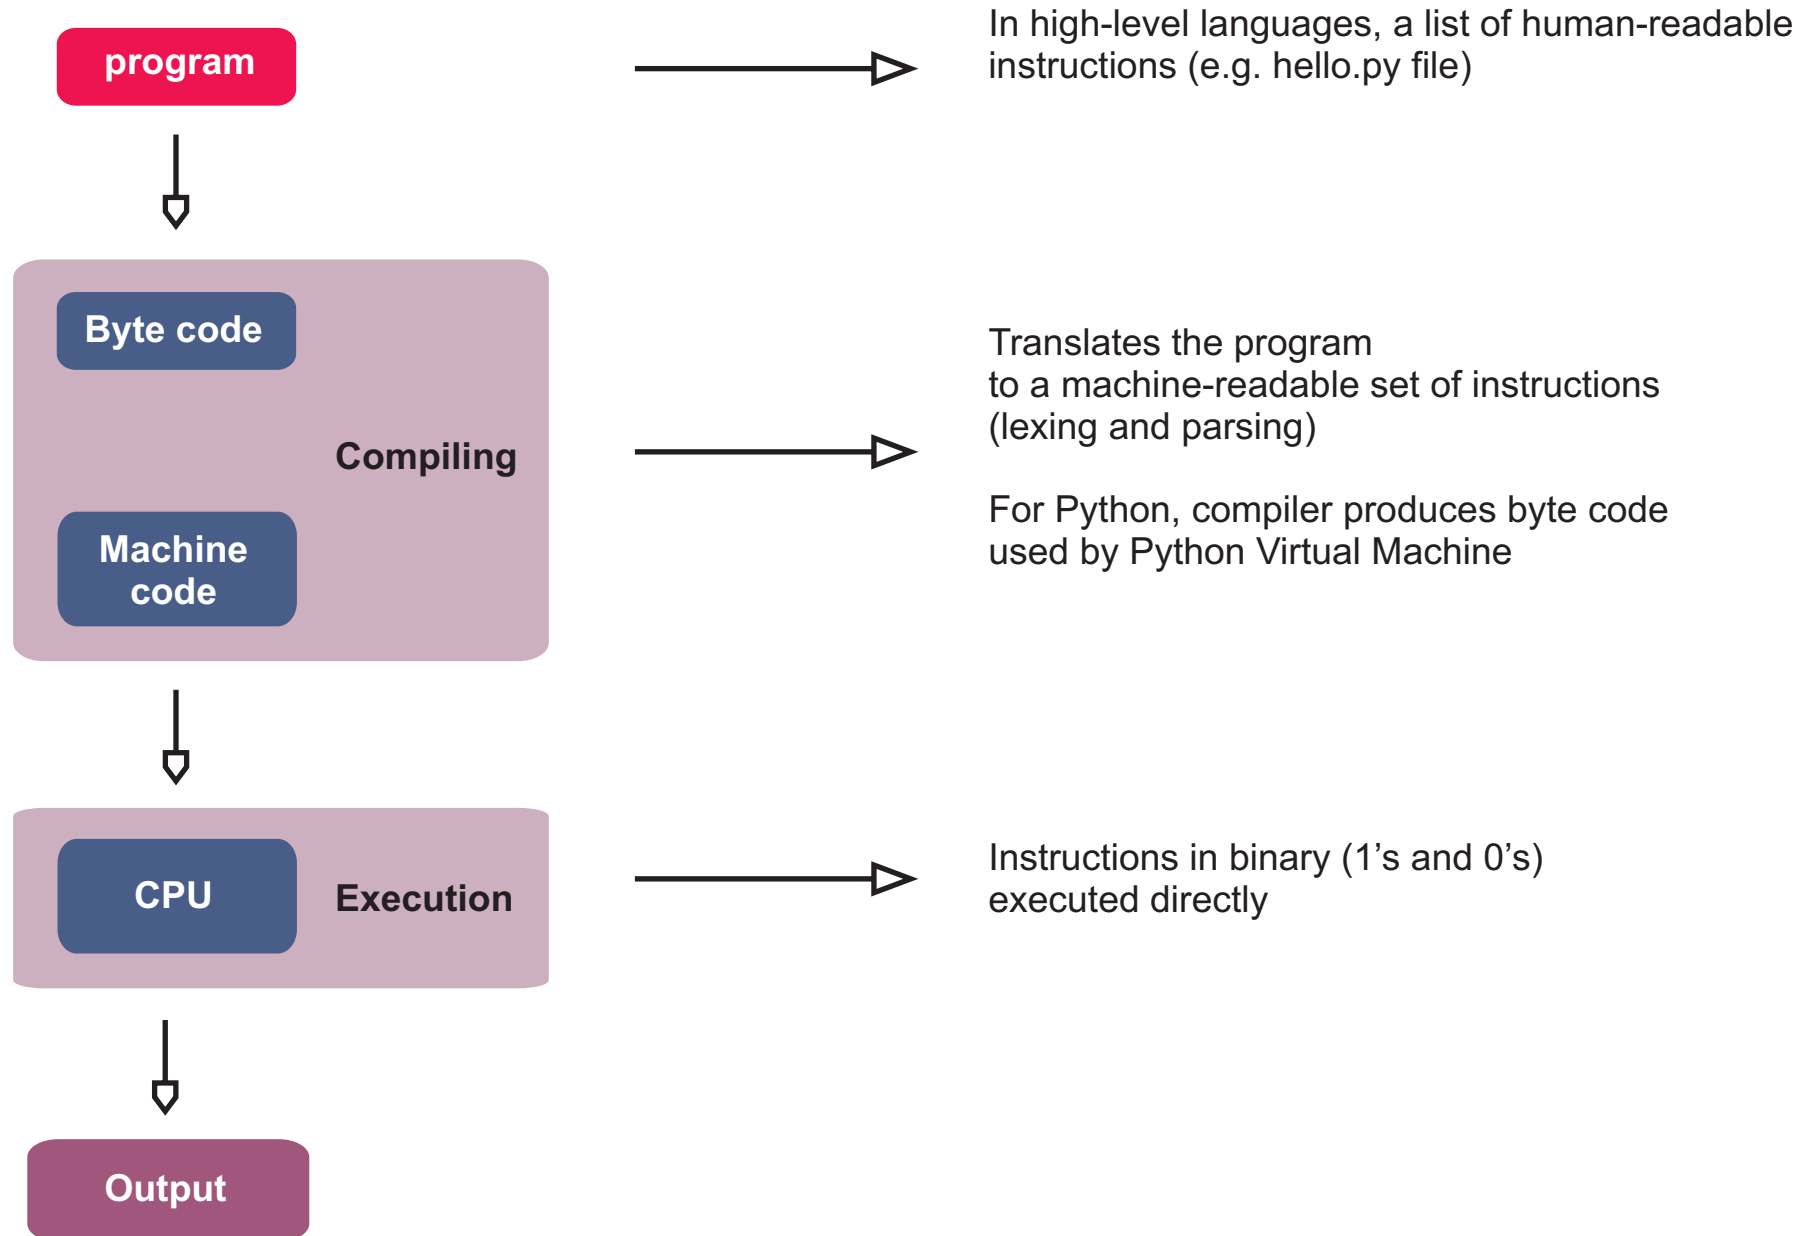 program
In high-level languages, a list of human-readable
instructions (e.g. hello.py file)
Byte code
Compiling
Machine
code
Translates the program
to a machine-readable set of instructions
(lexing and parsing)
For Python, compiler produces byte code
used by Python Virtual Machine
CPU
Execution
Instructions in binary (1’s and 0’s)
executed directly
Output